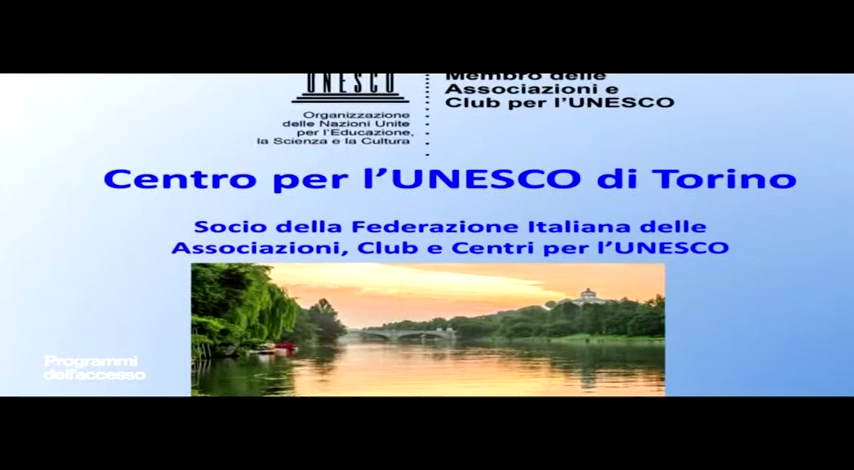 UNESCO
Organizzazione
delle Nazioni Unite
per l'Educazione,
la Scienza e la Cultura
Membro delle
Associazioni e
Club per l'UNESCO
Centro per l'UNESCO di Torino
Socio della Federazione Italiana delle
Associazioni, Club e Centri per l'UNESCO
Programmi
dell'accesso